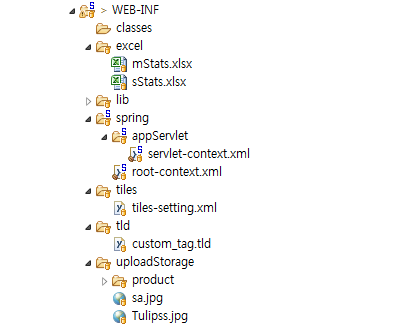 > WEB-INF
classes
excel
mStats.xlsx
sStats.xlsx
lib
spring
appServlet
servlet-context.xml
root-context.xml
tiles
tiles-setting.xml
tld
custom_tag.tld
uploadStorage
product
sa.jpg
Tulipss.jpg